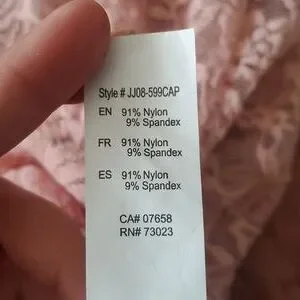 Style # JJ08-599CAP
EN 91% Nylon
9% Spandex
FR 91% Nylon
9% Spandex
ES 91% Nylon
9% Spandex
CA# 07658
RN# 73023